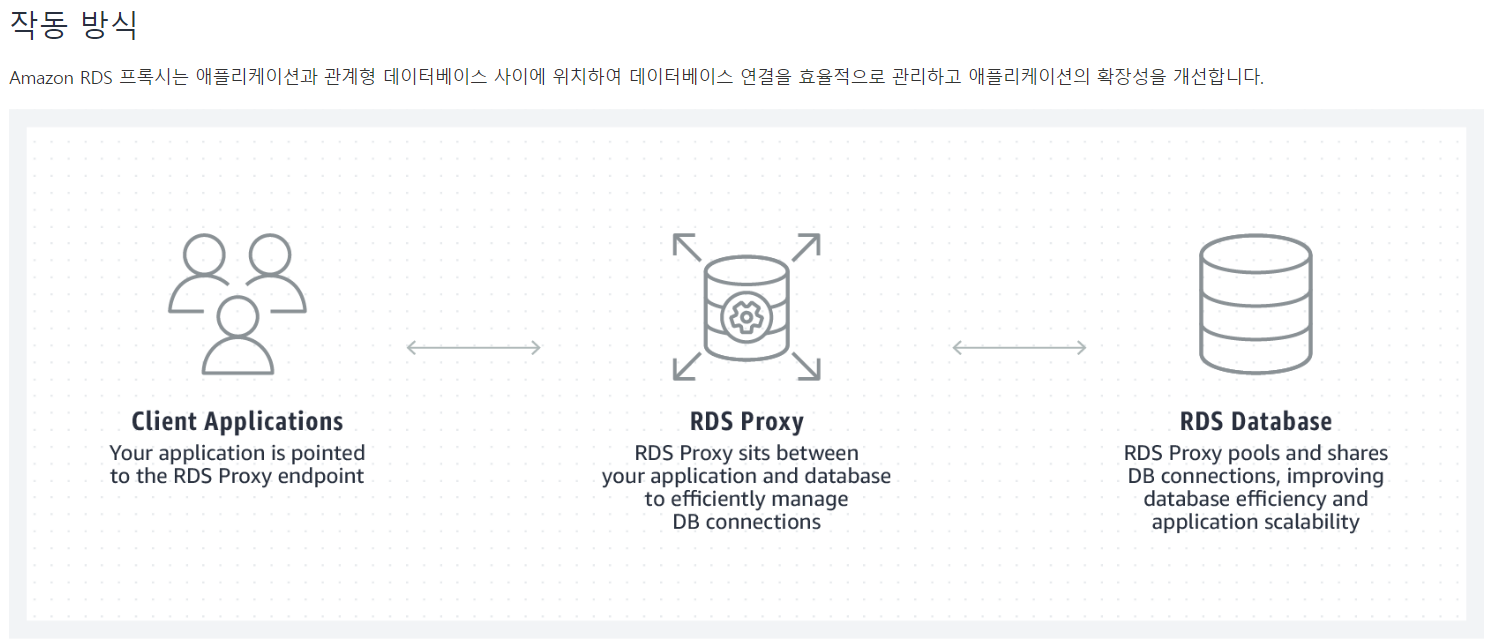 작동 방식
Amazon RDS 프록시는 애플리케이션과 관계형 데이터베이스 사이에 위치하여 데이터베이스 연결을 효율적으로 관리하고 애플리케이션의 확장성을 개선합니다.
Client Applications
Your application is pointed
to the RDS Proxy endpoint
RDS Proxy
RDS Proxy sits between
your application and database
to efficiently manage
DB connections
RDS Database
RDS Proxy pools and shares
DB connections, improving
database efficiency and
application scalability